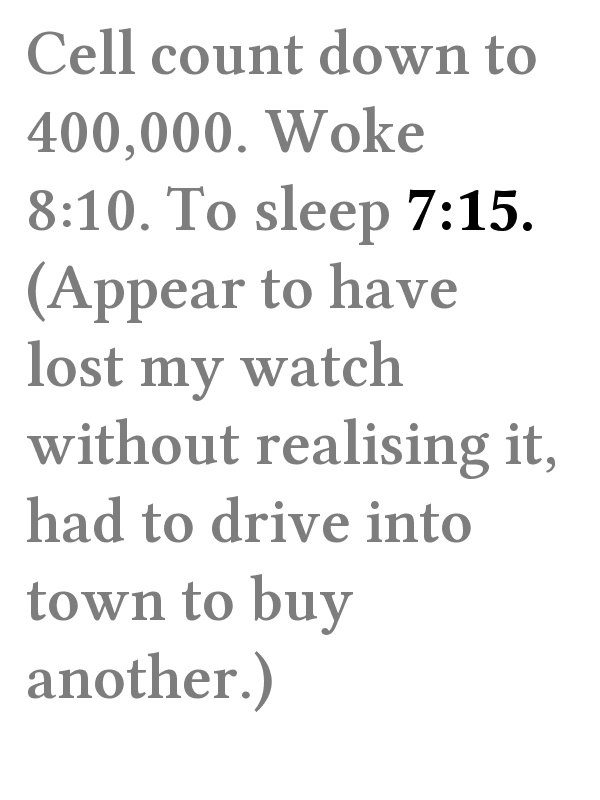 Cell count down to
400,000. Woke
8:10. To sleep 7:15.
(Appear to have
lost my watch
without realising it,
had to drive into
town to buy
another.)